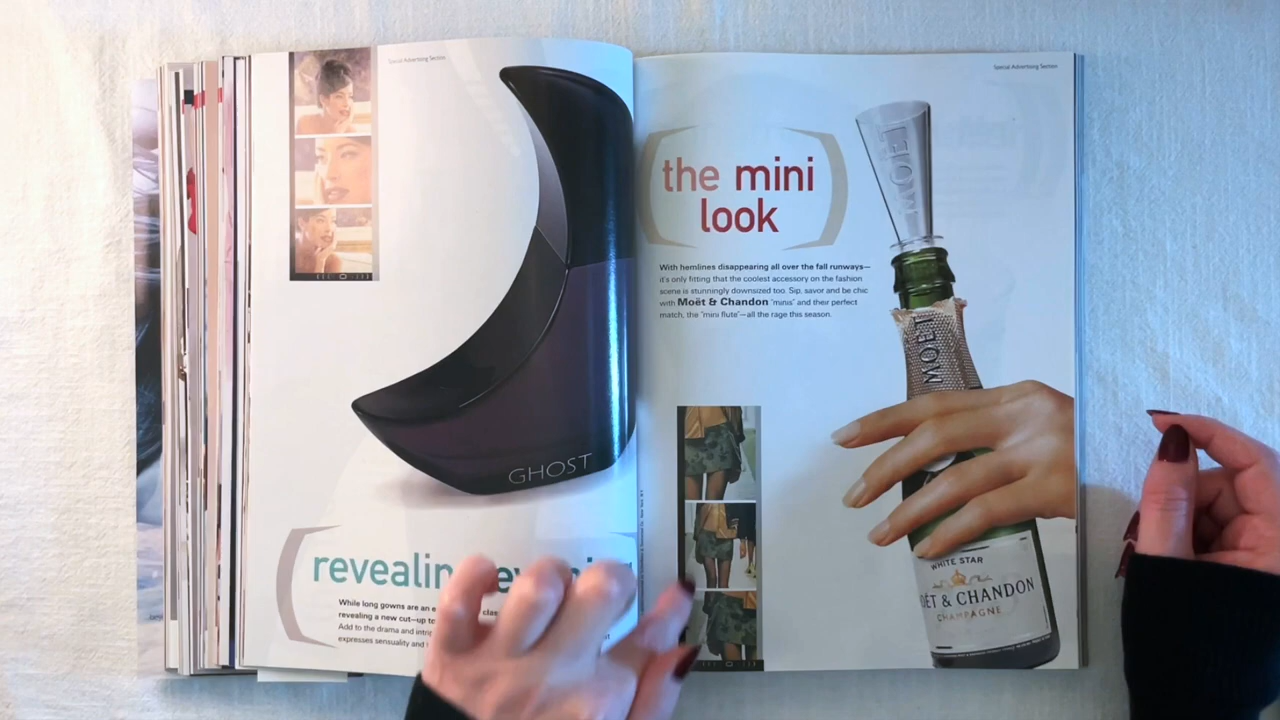 Special Advertising Section
GHOST
revealin
While long gowns are an e
revealing a new cut—up to
Add to the drama and intri
expresses sensuality and
Special Advertising Section
the mini
look
With hemlines disappearing all over the fall runways—
it's only fitting that the coolest accessory on the fashion
scene is stunningly downsized too. Sip, savor and be chic
with Moët & Chandon "minis" and their perfect
match, the "mini flute"—all the rage this season.
MOËT
MOËT
WHITE STAR
ËT & CHANDON
CHAMPAGNE